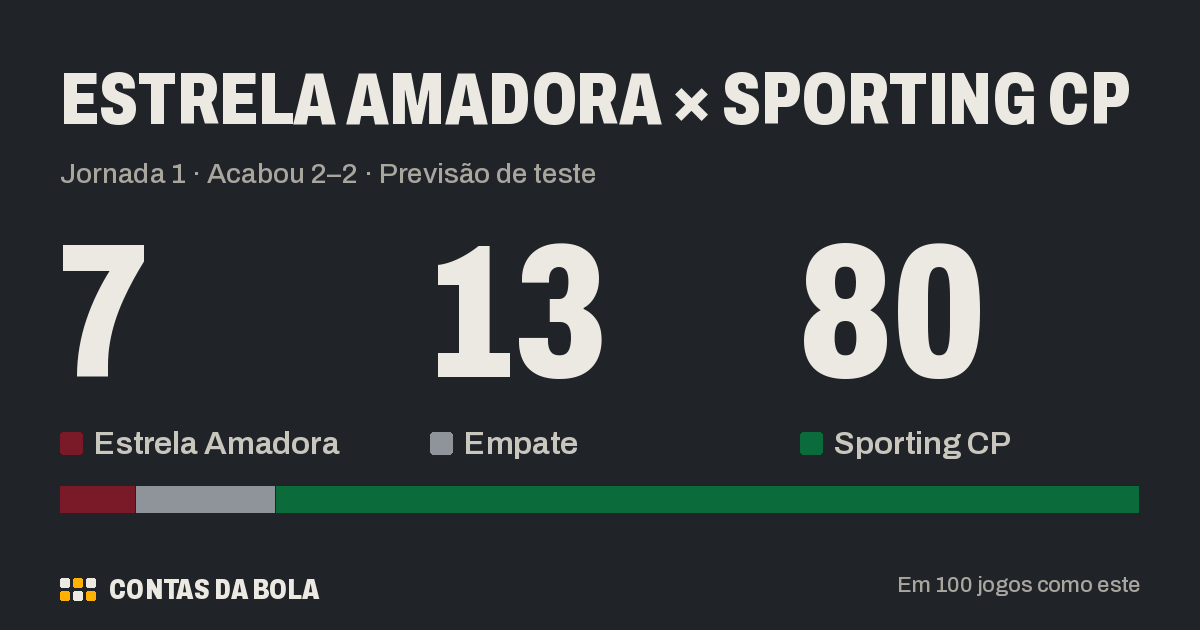 ESTRELA AMADORA × SPORTING CP
Jornada 1 · Acabou 2–2 · Previsão de teste
7 13 80
Estrela Amadora Empate Sporting CP
CONTAS DA BOLA Em 100 jogos como este